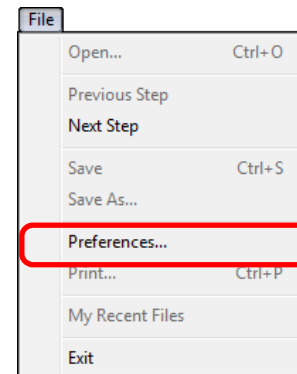 File
Open... Ctrl+O
Previous Step
Next Step
Save Ctrl+S
Save As...
Preferences...
Print... Ctrl+P
My Recent Files
Exit